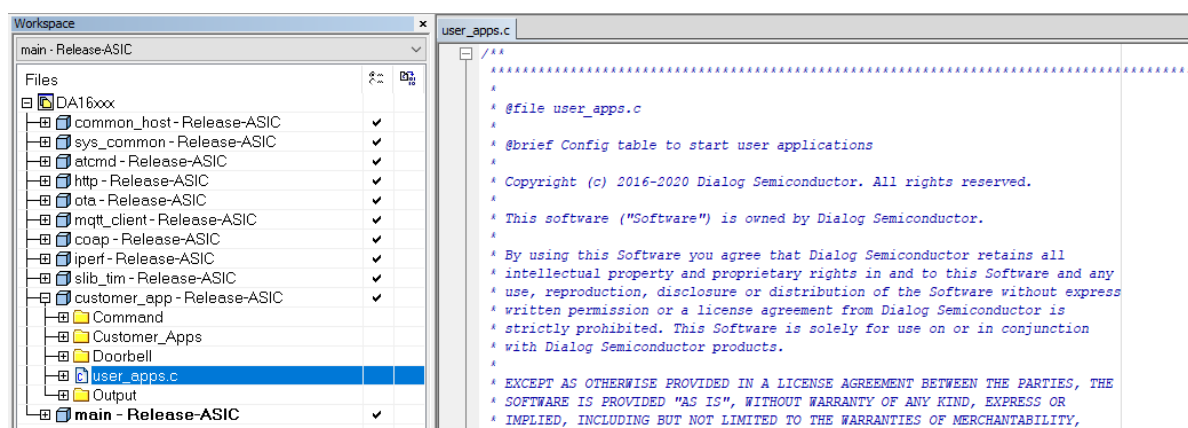 Workspace
main - Release-ASIC
Files
DA16xxx
common_host - Release-ASIC
sys_common - Release-ASIC
atcmd - Release-ASIC
http - Release-ASIC
ota - Release-ASIC
mqtt_client - Release-ASIC
coap - Release-ASIC
iperf - Release-ASIC
slib_tim - Release-ASIC
customer_app - Release-ASIC
Command
Customer_Apps
Doorbell
user_apps.c
Output
main - Release-ASIC
user_apps.c
/**
****************************************************************************************
*
* @file user_apps.c
*
* @brief Config table to start user applications
*
* Copyright (c) 2016-2020 Dialog Semiconductor. All rights reserved.
*
* This software ("Software") is owned by Dialog Semiconductor.
*
* By using this Software you agree that Dialog Semiconductor retains all
* intellectual property and proprietary rights in and to this Software and any
* use, reproduction, disclosure or distribution of the Software without express
* written permission or a license agreement from Dialog Semiconductor is
* strictly prohibited. This Software is solely for use on or in conjunction
* with Dialog Semiconductor products.
*
* EXCEPT AS OTHERWISE PROVIDED IN A LICENSE AGREEMENT BETWEEN THE PARTIES, THE
* SOFTWARE IS PROVIDED "AS IS", WITHOUT WARRANTY OF ANY KIND, EXPRESS OR
* IMPLIED, INCLUDING BUT NOT LIMITED TO THE WARRANTIES OF MERCHANTABILITY,